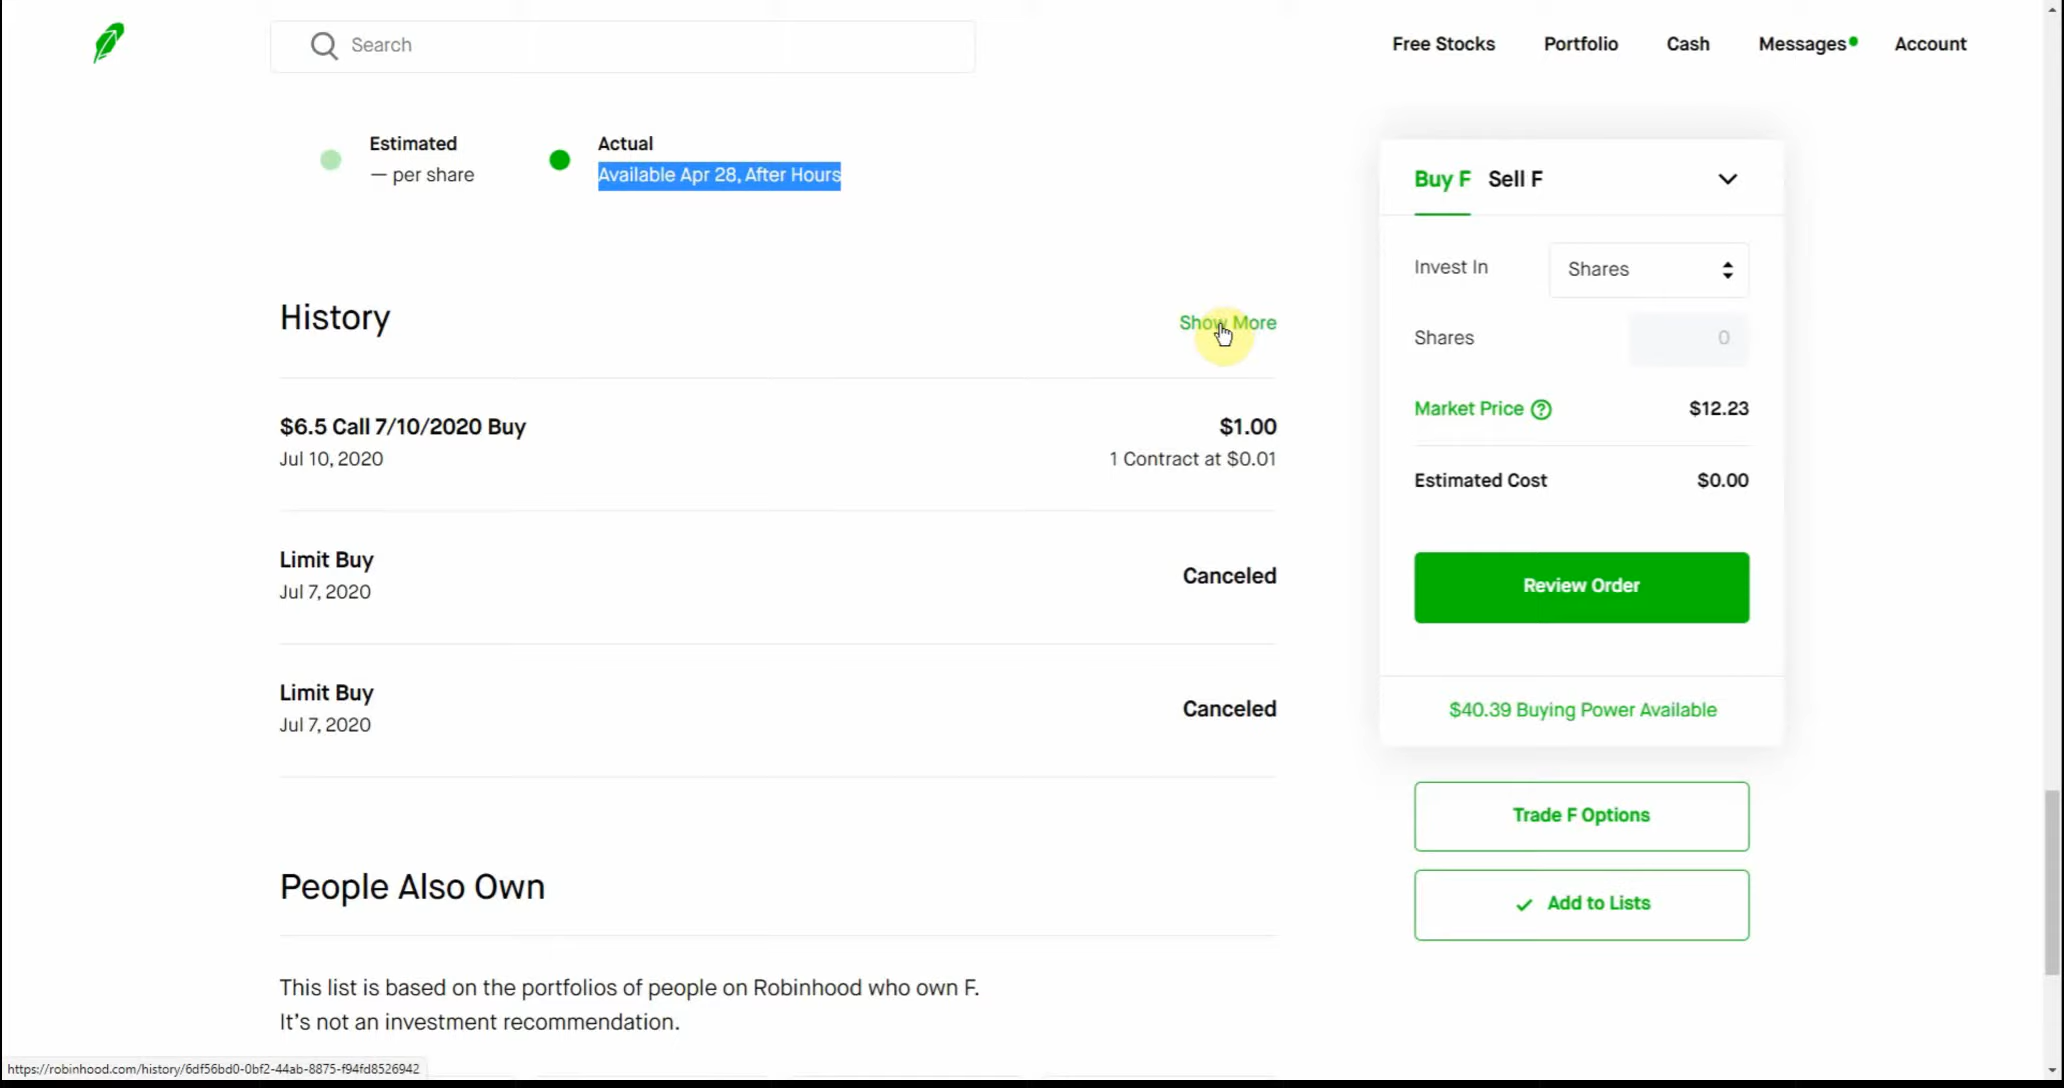 Search
Free Stocks
Portfolio
Cash
Messages
Account
Estimated
— per share
Actual
Available Apr 28, After Hours
History
Show More
$6.5 Call 7/10/2020 Buy
$1.00
Jul 10, 2020
1 Contract at $0.01
Limit Buy
Canceled
Jul 7, 2020
Limit Buy
Canceled
Jul 7, 2020
People Also Own
This list is based on the portfolios of people on Robinhood who own F.
It's not an investment recommendation.
Buy F
Sell F
Invest In
Shares
Shares
0
Market Price ?
$12.23
Estimated Cost
$0.00
Review Order
$40.39 Buying Power Available
Trade F Options
Add to Lists
https://robinhood.com/history/6df56bd0-0bf2-44ab-8875-f94fd8526942